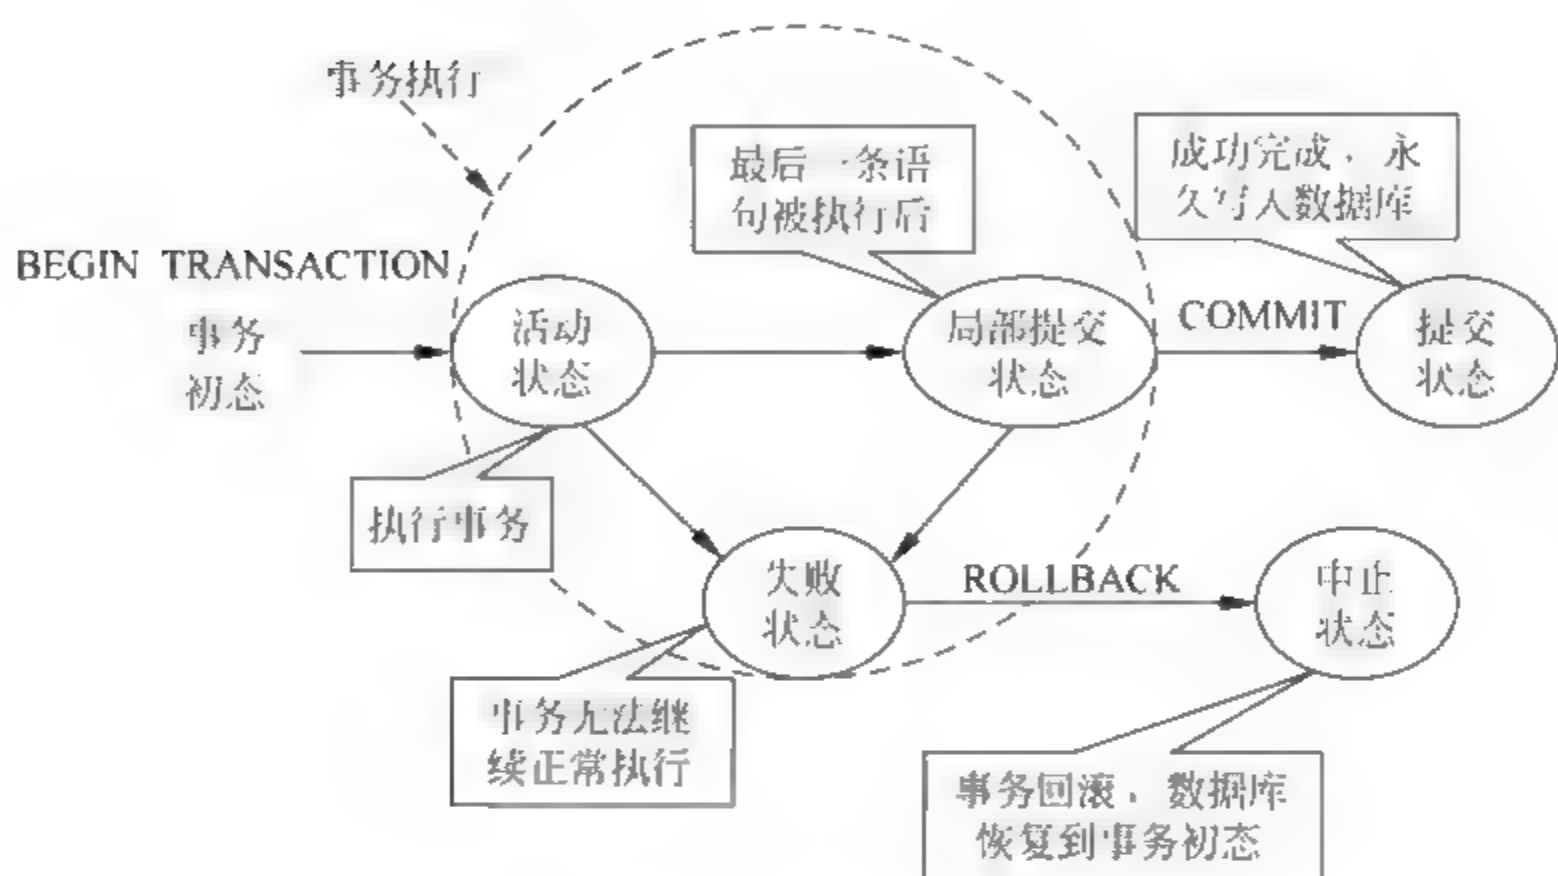 事务执行
最后一条语
句被执行后
成功完成，永
久写入数据库
BEGIN TRANSACTION
事务
初态
活动
状态
局部提交
状态
COMMIT
提交
状态
执行事务
失败
状态
ROLLBACK
中止
状态
事务无法继
续正常执行
事务回滚，数据库
恢复到事务初态